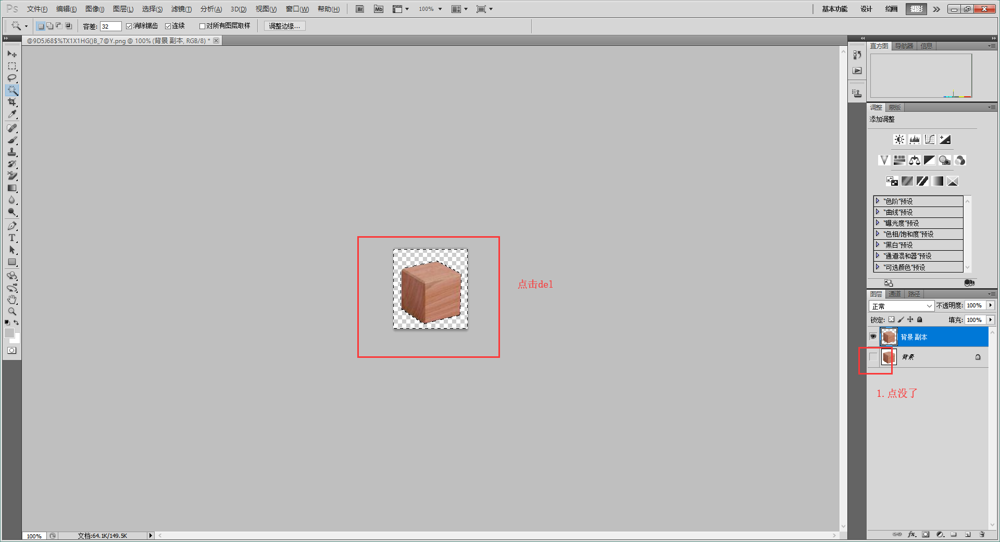 Ps 文件(F) 编辑(E) 图像(I) 图层(L) 选择(S) 滤镜(T) 分析(A) 3D(D) 视图(V) 窗口(W) 帮助(H) Br Mb 100% 基本功能 设计 绘画 摄影
容差: 32 消除锯齿 连续 对所有图层取样 调整边缘...
@9D5J68$%TX1X1HG()B_7@Y.png @ 100% (背景 副本, RGB/8) *
直方图 导航器 信息
调整 蒙版
添加调整
"色阶"预设
"曲线"预设
"曝光度"预设
"色相/饱和度"预设
"黑白"预设
"通道混和器"预设
"可选颜色"预设
点击del
图层 通道 路径
正常 不透明度: 100%
锁定: 填充: 100%
背景 副本
背景
1.点没了
100% 文档:64.1K/149.5K